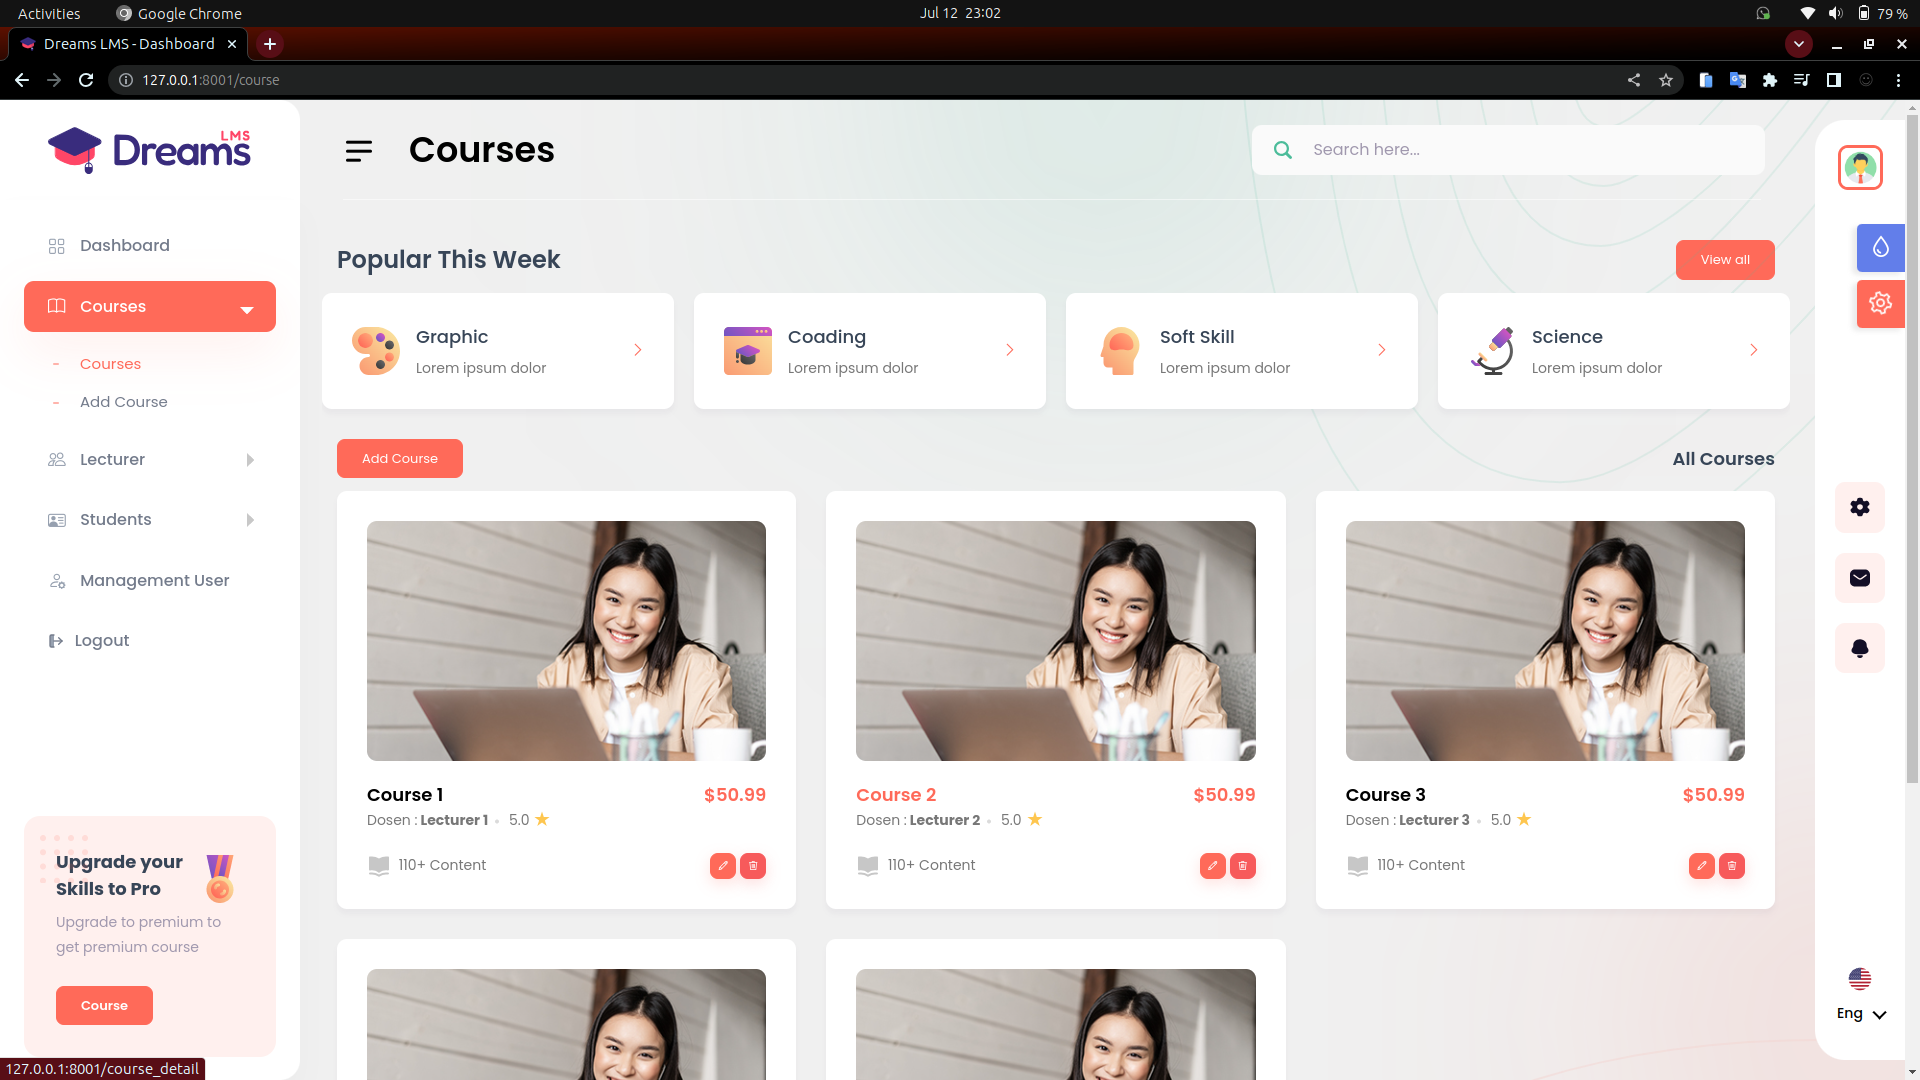 Activities
Google Chrome
Jul 12 23:02
79 %
Dreams LMS - Dashboard
127.0.0.1:8001/course
LMS
Dreams
Courses
Search here...
Dashboard
Courses
Courses
Add Course
Lecturer
Students
Management User
Logout
Upgrade your
Skills to Pro
Upgrade to premium to
get premium course
Course
127.0.0.1:8001/course_detail
Popular This Week
View all
Graphic
Lorem ipsum dolor
Coading
Lorem ipsum dolor
Soft Skill
Lorem ipsum dolor
Science
Lorem ipsum dolor
Add Course
All Courses
Course 1 $50.99
Dosen : Lecturer 1 • 5.0
110+ Content
Course 2 $50.99
Dosen : Lecturer 2 • 5.0
110+ Content
Course 3 $50.99
Dosen : Lecturer 3 • 5.0
110+ Content
Eng